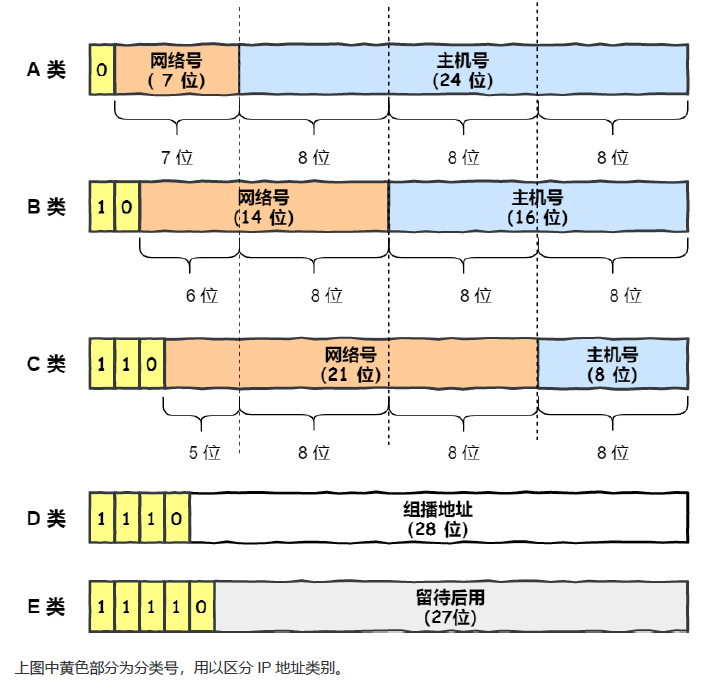 A 类
0
网络号
( 7 位)
主机号
(24 位)
7 位
8 位
8 位
8 位
B 类
1 0
网络号
(14 位)
主机号
(16 位)
6 位
8 位
8 位
8 位
C 类
1 1 0
网络号
(21 位)
主机号
(8 位)
5 位
8 位
8 位
8 位
D 类
1 1 1 0
组播地址
(28 位)
E 类
1 1 1 1 0
留待后用
(27位)
上图中黄色部分为分类号，用以区分 IP 地址类别。